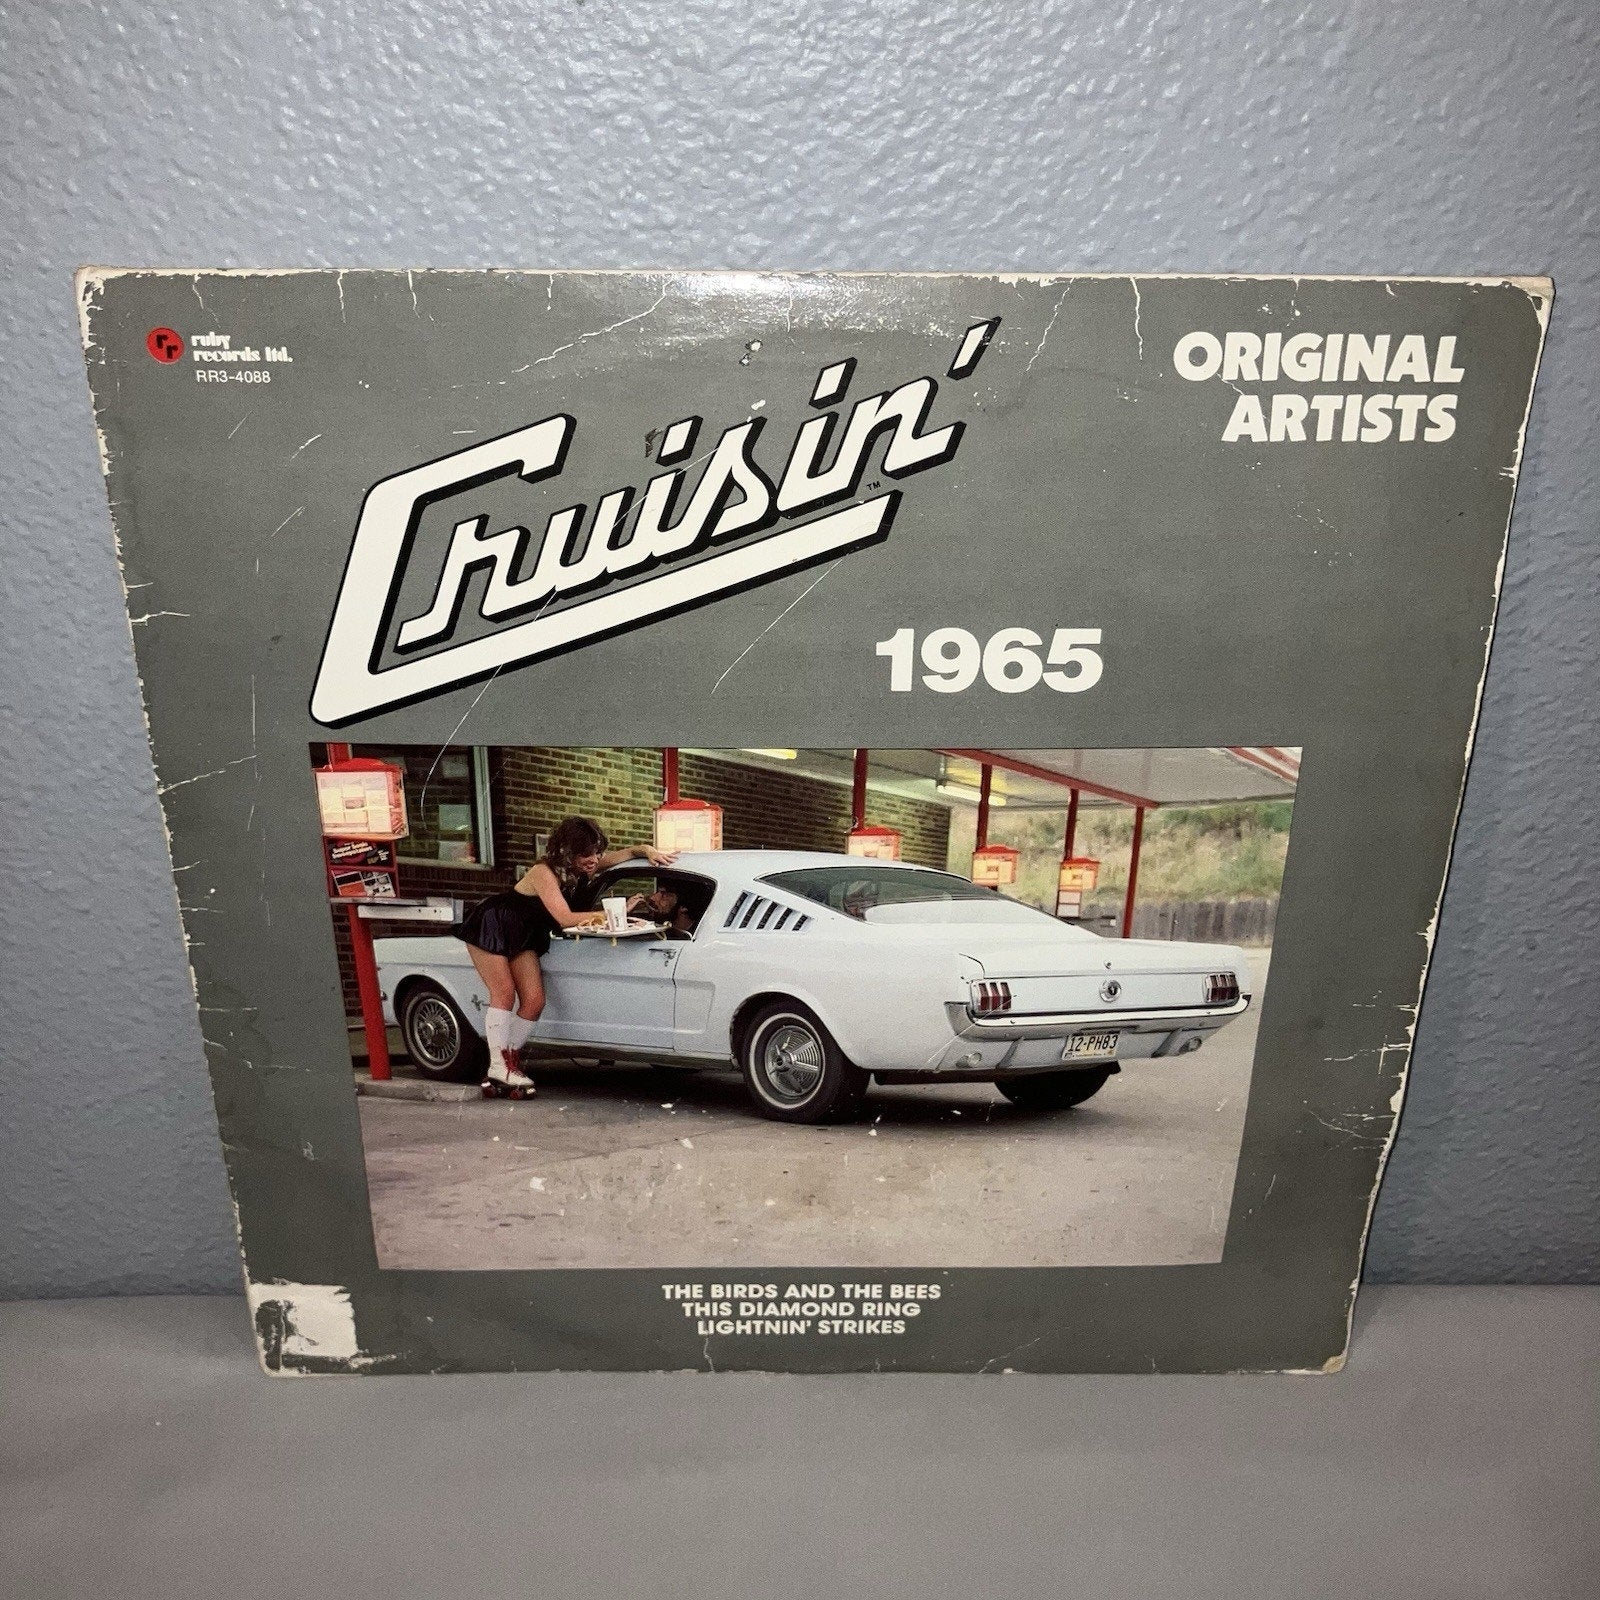 ruby
records ltd.
RR3-4088
ORIGINAL
ARTISTS
Cruisin'
TM
1965
12-PH83
THE BIRDS AND THE BEES
THIS DIAMOND RING
LIGHTNIN' STRIKES